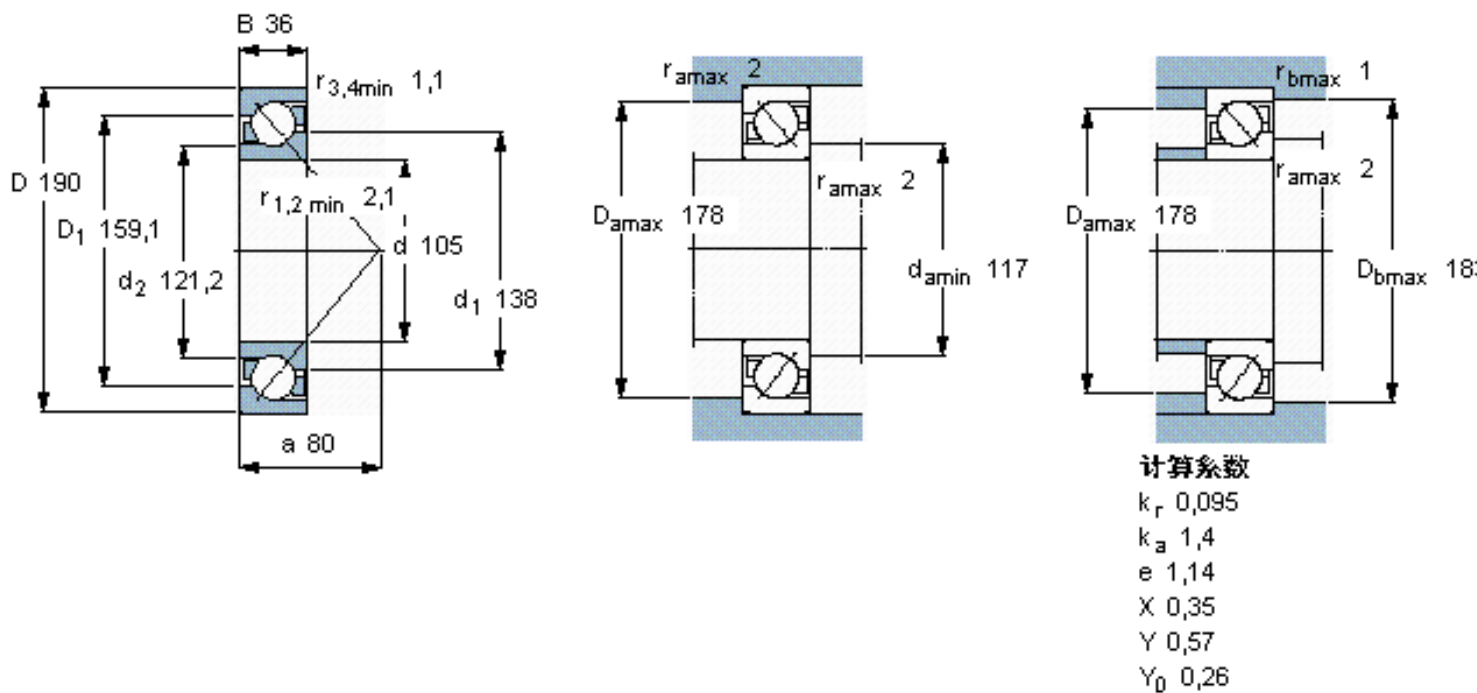 B 36
r3,4min 1,1
D 190
D1 159,1
d2 121,2
r1,2 min 2,1
d 105
d1 138
a 80
ramax 2
ramax 2
Damax 178
damin 117
rbmax 1
ramax 2
Damax 178
Dbmax 183
计算系数
kr 0,095
ka 1,4
e 1,14
X 0,35
Y 0,57
Y0 0,26